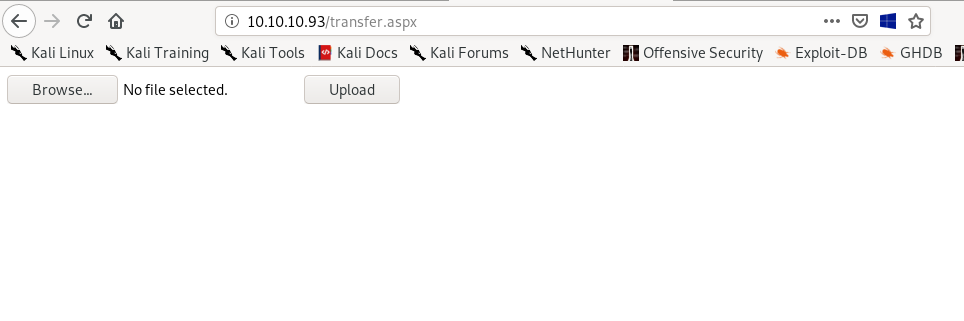 10.10.10.93/transfer.aspx
Kali Linux Kali Training Kali Tools Kali Docs Kali Forums NetHunter Offensive Security Exploit-DB GHDB
Browse... No file selected. Upload